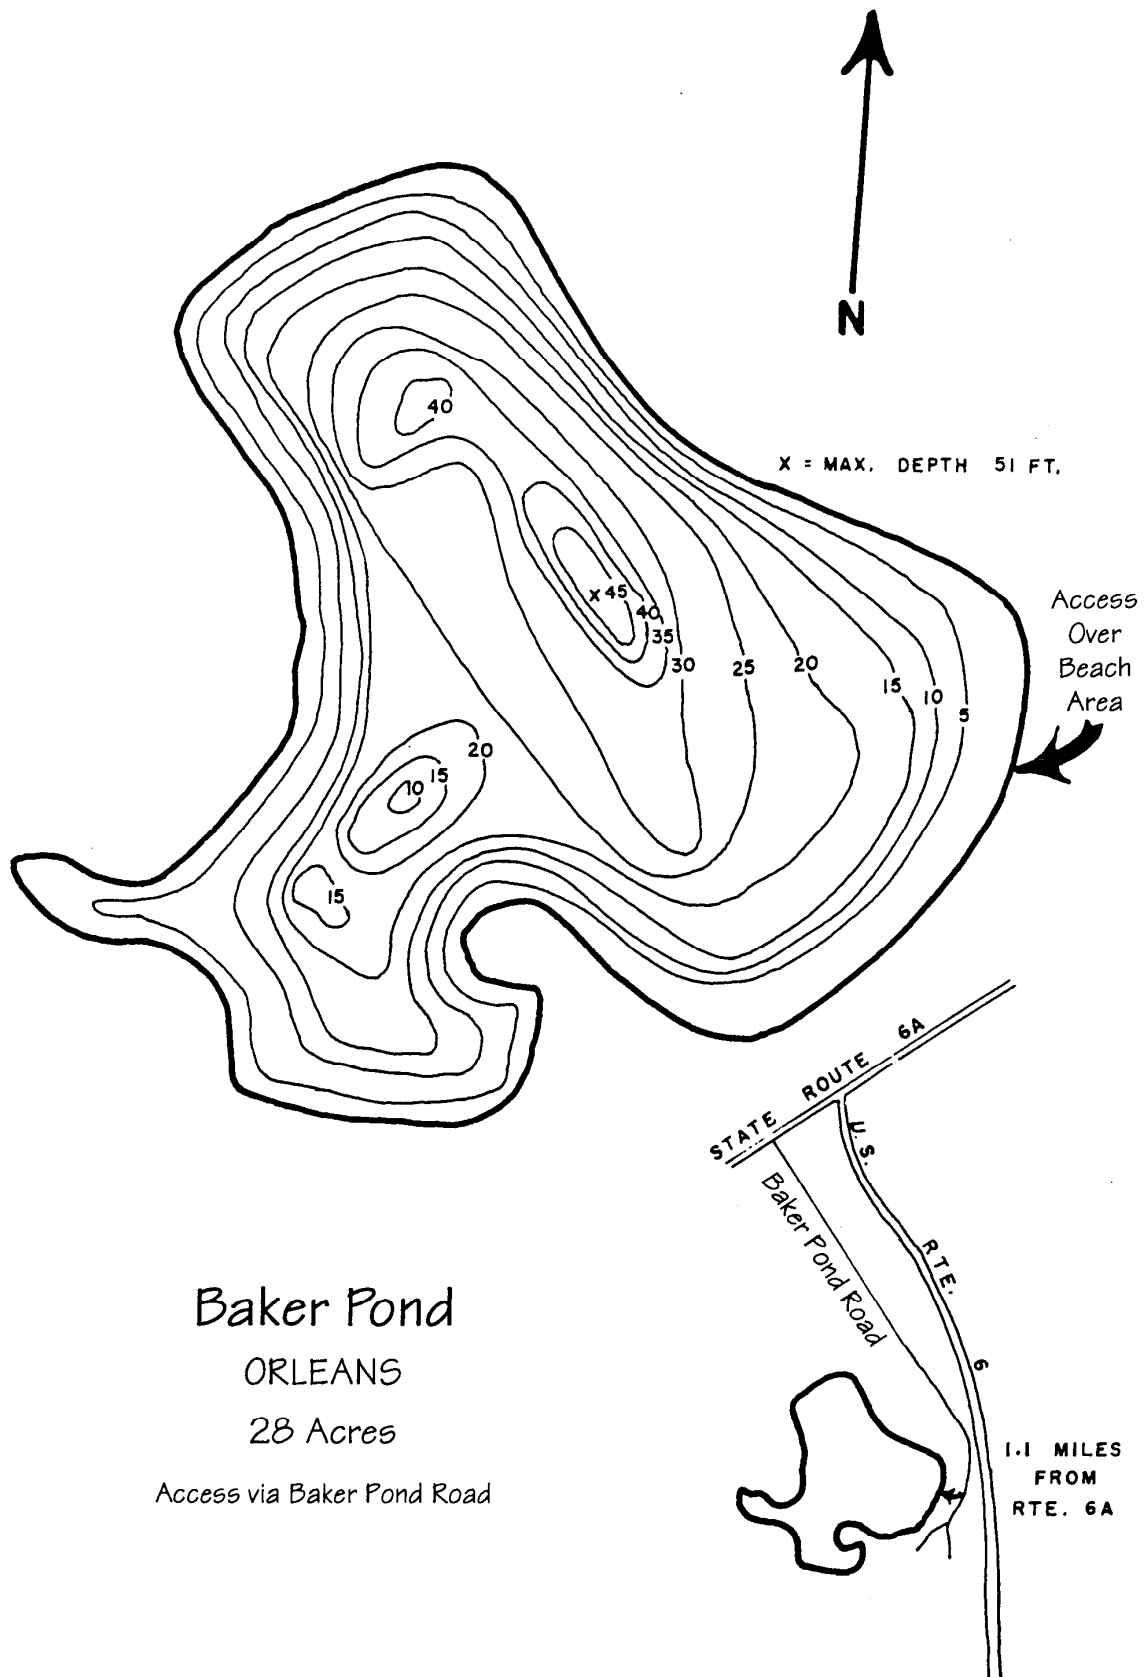 N
40
X = MAX. DEPTH 51 FT.
x 45
40
35
30
25
20
15
10
5
Access
Over
Beach
Area
20
15
10
15
STATE ROUTE 6A
U.S. RTE. 6
Baker Pond Road
Baker Pond
ORLEANS
28 Acres
Access via Baker Pond Road
1.1 MILES
FROM
RTE. 6A